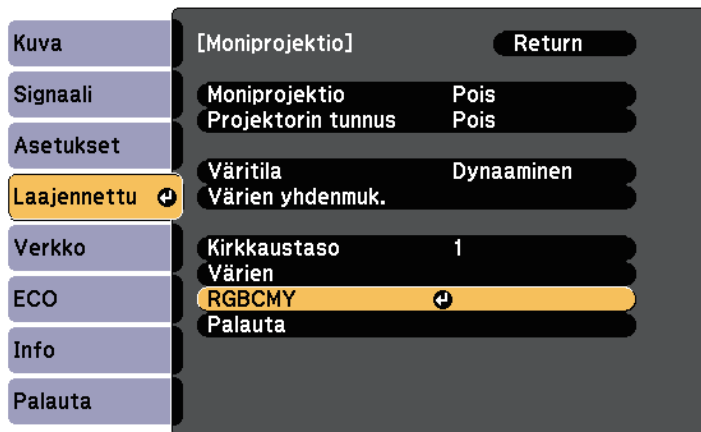 Kuva
Signaali
Asetukset
Laajennettu
Verkko
ECO
Info
Palauta
[Moniprojektio] Return
Moniprojektio Pois
Projektorin tunnus Pois
Väritila Dynaaminen
Värien yhdenmuk.
Kirkkaustaso 1
Värien
RGBCMY
Palauta